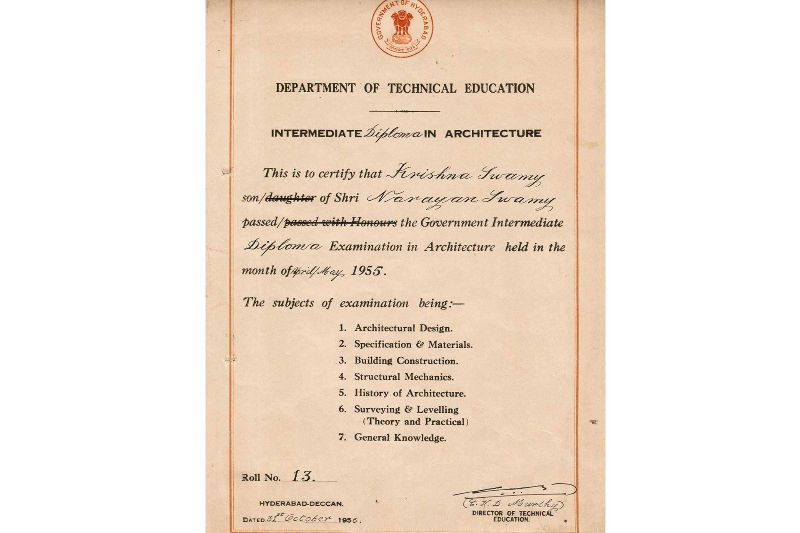 GOVERNMENT OF HYDERABAD
DEPARTMENT OF TECHNICAL EDUCATION
INTERMEDIATE Diploma IN ARCHITECTURE
This is to certify that Krishna Swamy
son/daughter of Shri Narayan Swamy
passed/passed with Honours the Government Intermediate
Diploma Examination in Architecture held in the
month of April/May, 1955.
The subjects of examination being:—
1. Architectural Design.
2. Specification & Materials.
3. Building Construction.
4. Structural Mechanics.
5. History of Architecture.
6. Surveying & Levelling
(Theory and Practical)
7. General Knowledge.
Roll No. 13.
HYDERABAD-DECCAN.
DATED 31st October 1955.
Murthy)
DIRECTOR OF TECHNICAL
EDUCATION.